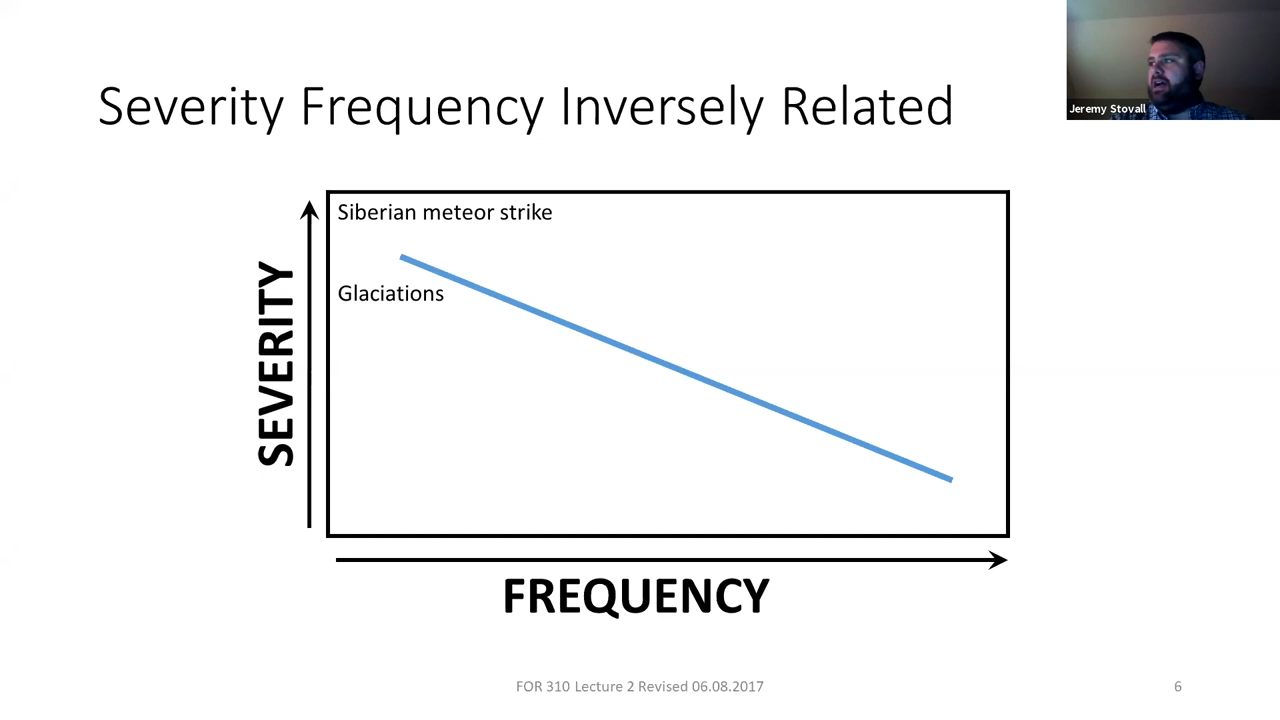 Severity Frequency Inversely Related
Jeremy Stovall
Siberian meteor strike
Glaciations
SEVERITY
FREQUENCY
FOR 310 Lecture 2 Revised 06.08.2017
6